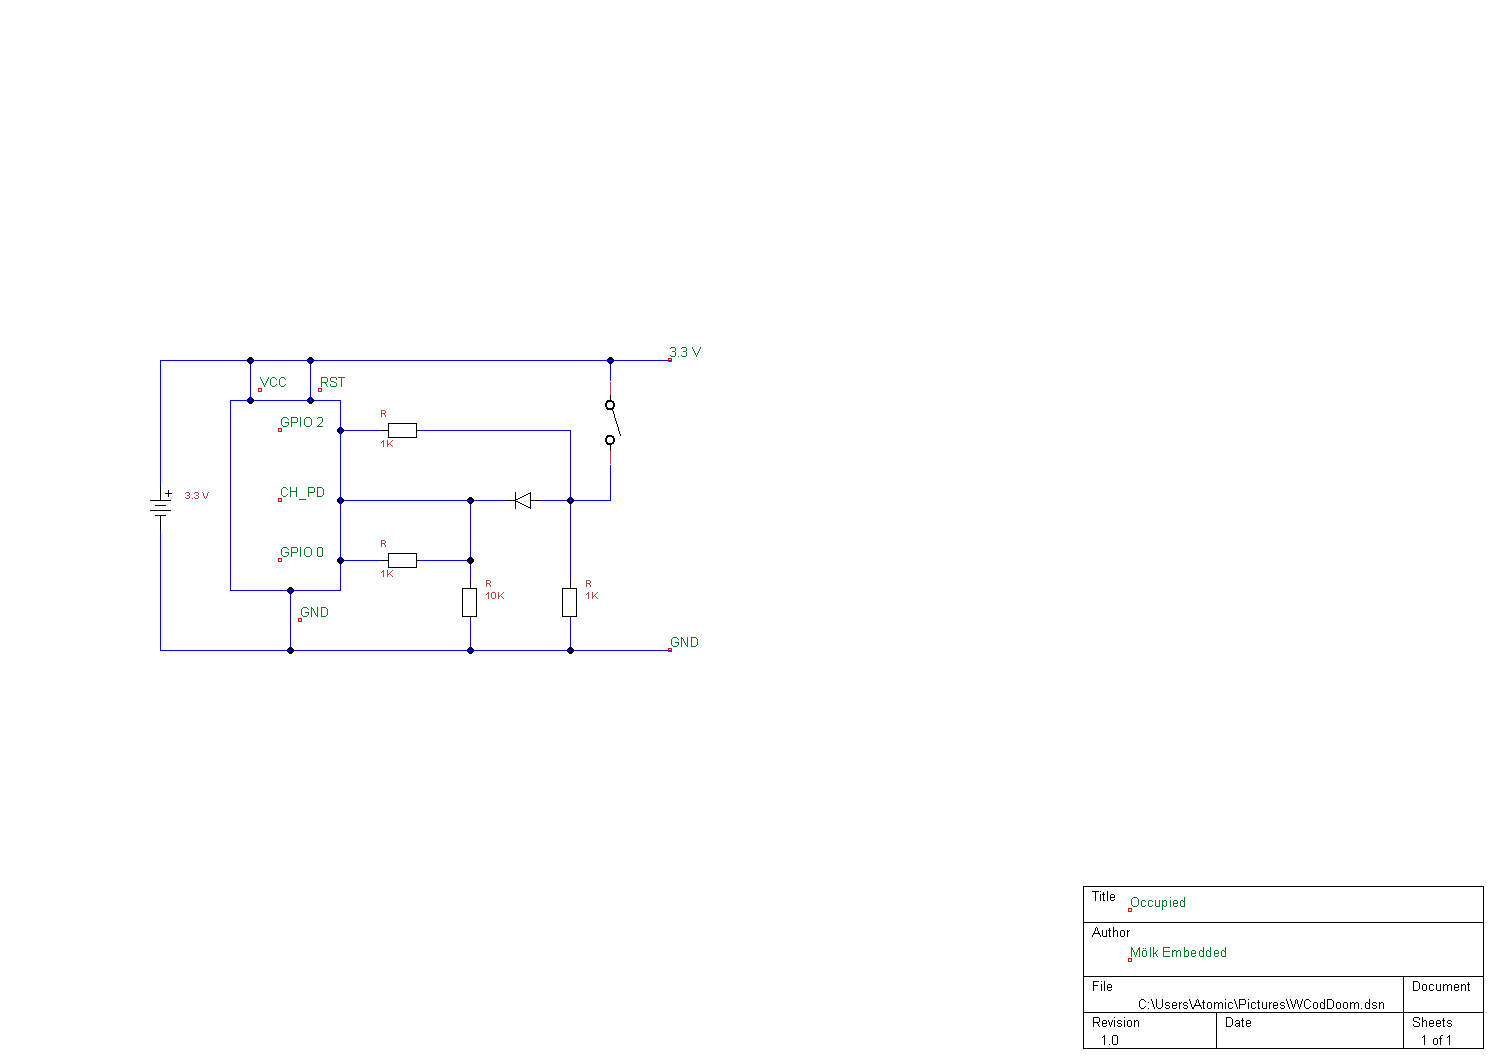 3.3 V
VCC
RST
GPIO 2
R
1K
3.3 V
CH_PD
GPIO 0
R
1K
R
10K
R
1K
GND
GND
Title
Occupied
Author
Mölk Embedded
File
C:\Users\Atomic\Pictures\WCodDoom.dsn
Document
Revision
1.0
Date
Sheets
1 of 1